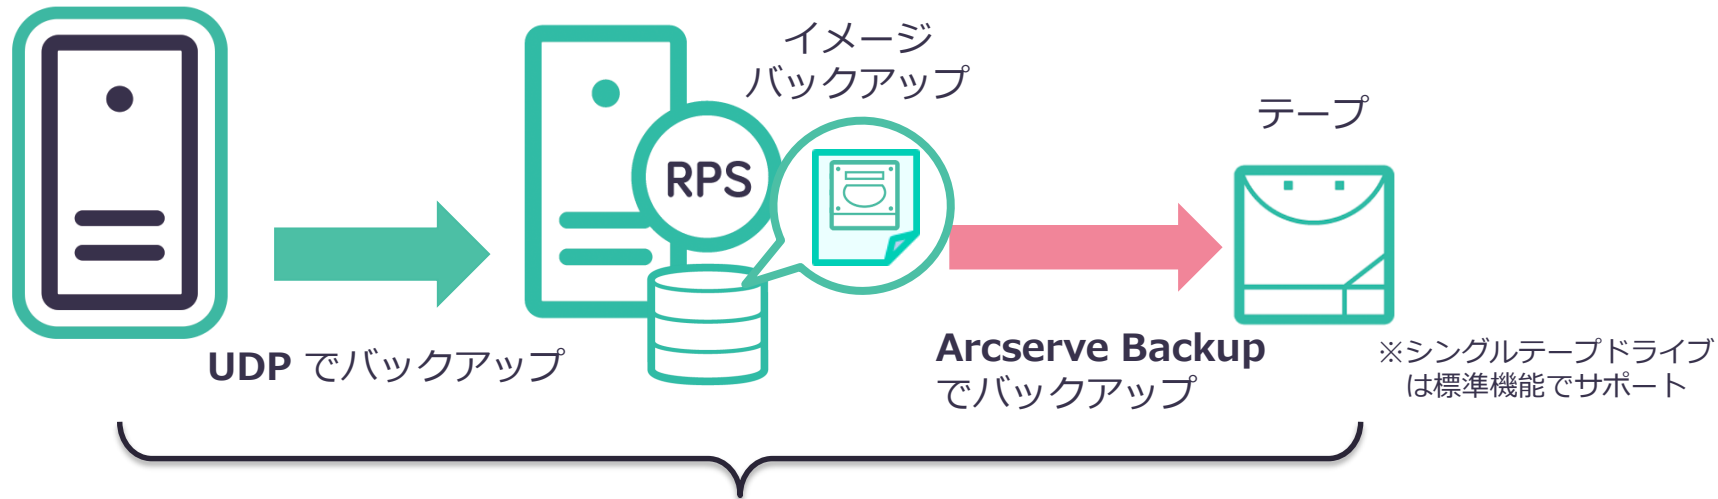 イメージ
バックアップ
テープ
RPS
UDP でバックアップ
Arcserve Backup
でバックアップ
※シングルテープドライブ
は標準機能でサポート